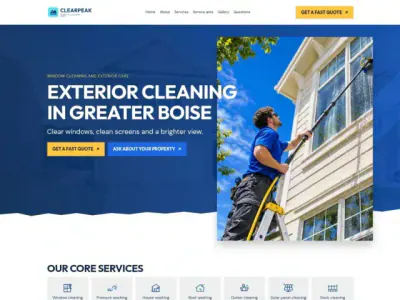 CLEARPEAK
Home About Services Service area Gallery Questions
GET A FAST QUOTE
WINDOW CLEANING AND EXTERIOR CARE
EXTERIOR CLEANING
IN GREATER BOISE
Clear windows, clean screens and a brighter view.
GET A FAST QUOTE
ASK ABOUT YOUR PROPERTY
OUR CORE SERVICES
Window cleaning Pressure washing House washing Roof washing Gutter cleaning Solar panel cleaning Deck cleaning